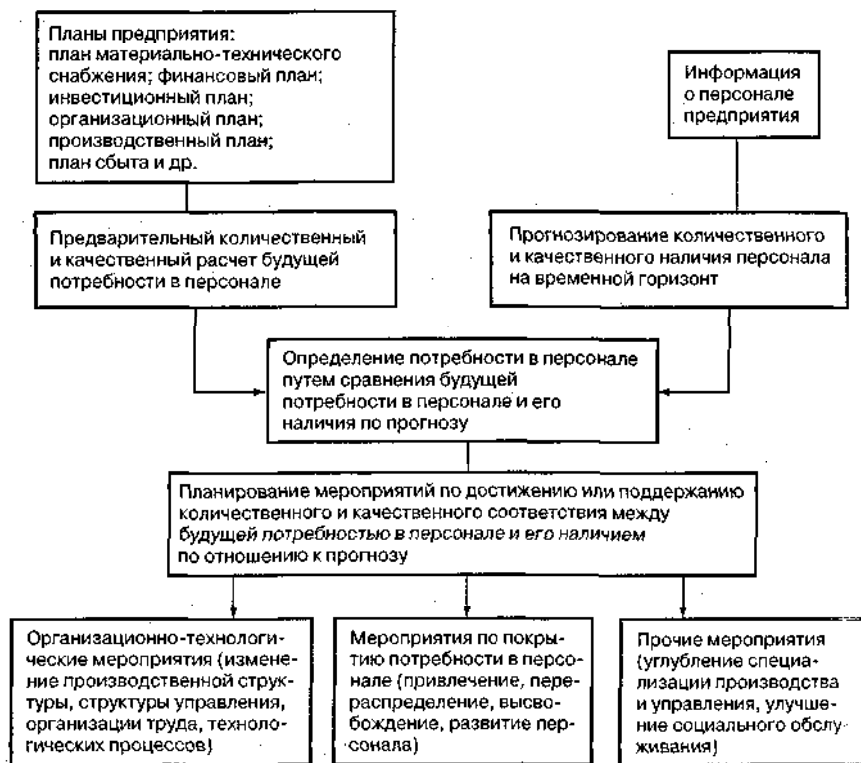 Планы предприятия:
план материально-технического
снабжения; финансовый план;
инвестиционный план;
организационный план;
производственный план;
план сбыта и др.
Информация
о персонале
предприятия
Предварительный количественный
и качественный расчет будущей
потребности в персонале
Прогнозирование количественного
и качественного наличия персонала
на временной горизонт
Определение потребности в персонале
путем сравнения будущей
потребности в персонале и его
наличия по прогнозу
Планирование мероприятий по достижению или поддержанию
количественного и качественного соответствия между
будущей потребностью в персонале и его наличием
по отношению к прогнозу
Организационно-технологи-
ческие мероприятия (измене-
ние производственной струк-
туры, структуры управления,
организации труда, техноло-
гических процессов)
Мероприятия по покры-
тию потребности в персо-
нале (привлечение, пере-
распределение, высво-
бождение, развитие пер-
сонала)
Прочие мероприятия
(углубление специа-
лизации производства
и управления, улучше-
ние социального обслу-
живания)